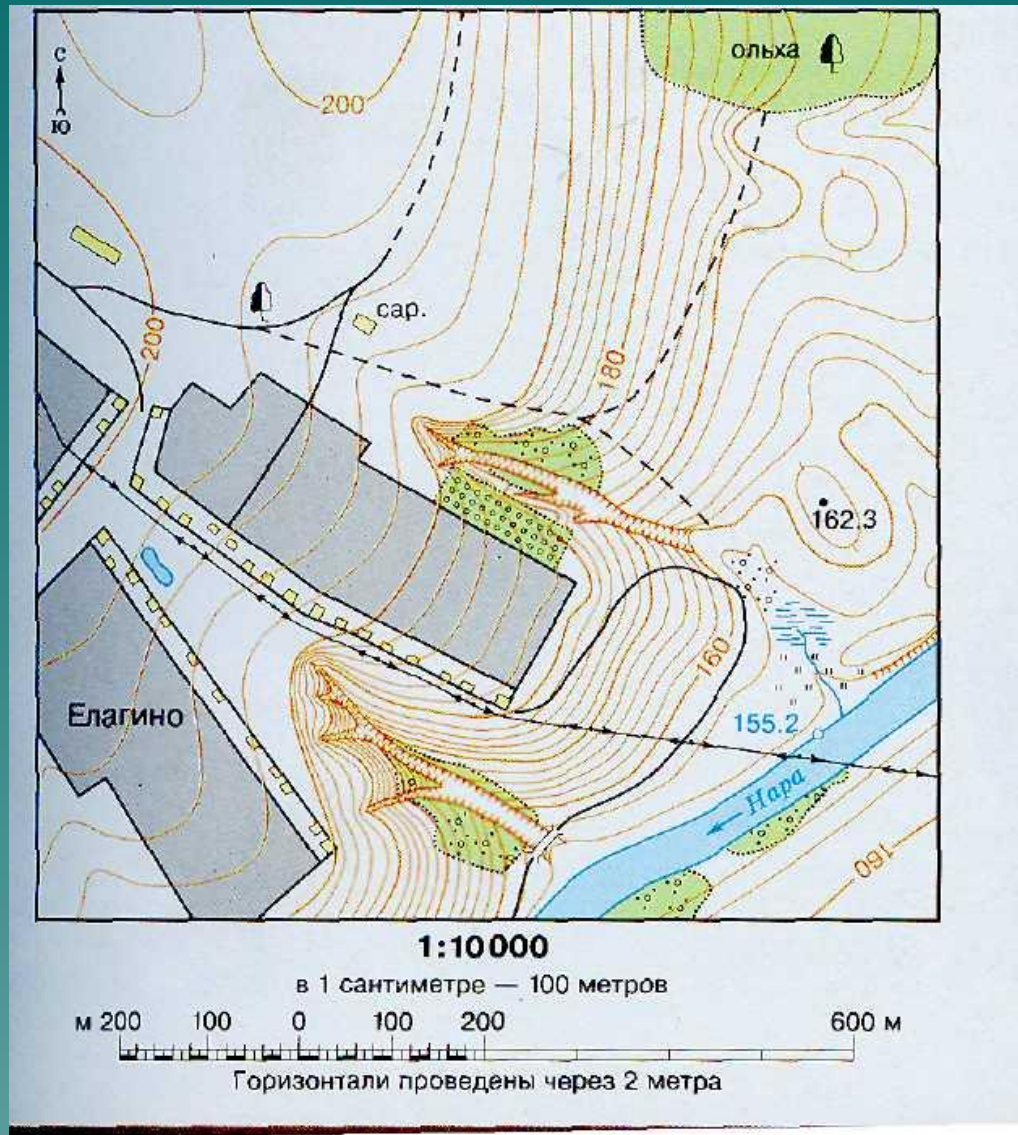 с
ю
ольха
200
200
сар.
180
162.3
160
155.2
Елагино
Нара
160
1:10 000
в 1 сантиметре — 100 метров
м 200 100 0 100 200 600 м
Горизонтали проведены через 2 метра